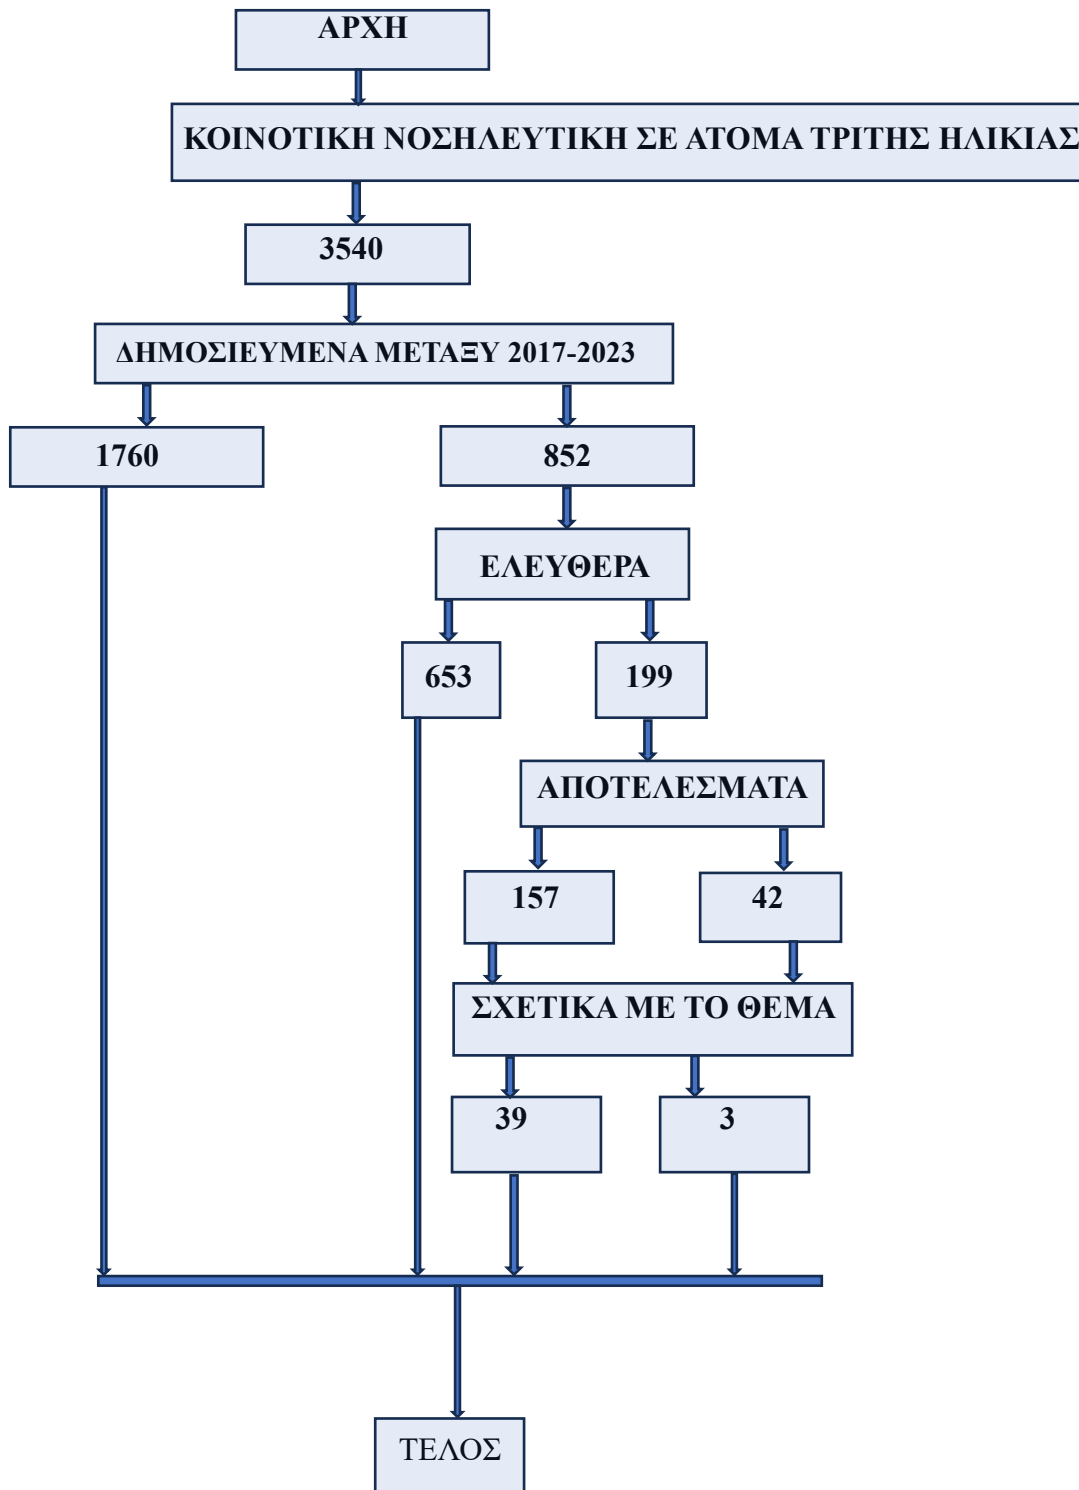 ΑΡΧΗ
ΚΟΙΝΟΤΙΚΗ ΝΟΣΗΛΕΥΤΙΚΗ ΣΕ ΑΤΟΜΑ ΤΡΙΤΗΣ ΗΛΙΚΙΑΣ
3540
ΔΗΜΟΣΙΕΥΜΕΝΑ ΜΕΤΑΞΥ 2017-2023
1760
852
ΕΛΕΥΘΕΡΑ
653
199
ΑΠΟΤΕΛΕΣΜΑΤΑ
157
42
ΣΧΕΤΙΚΑ ΜΕ ΤΟ ΘΕΜΑ
39
3
ΤΕΛΟΣ